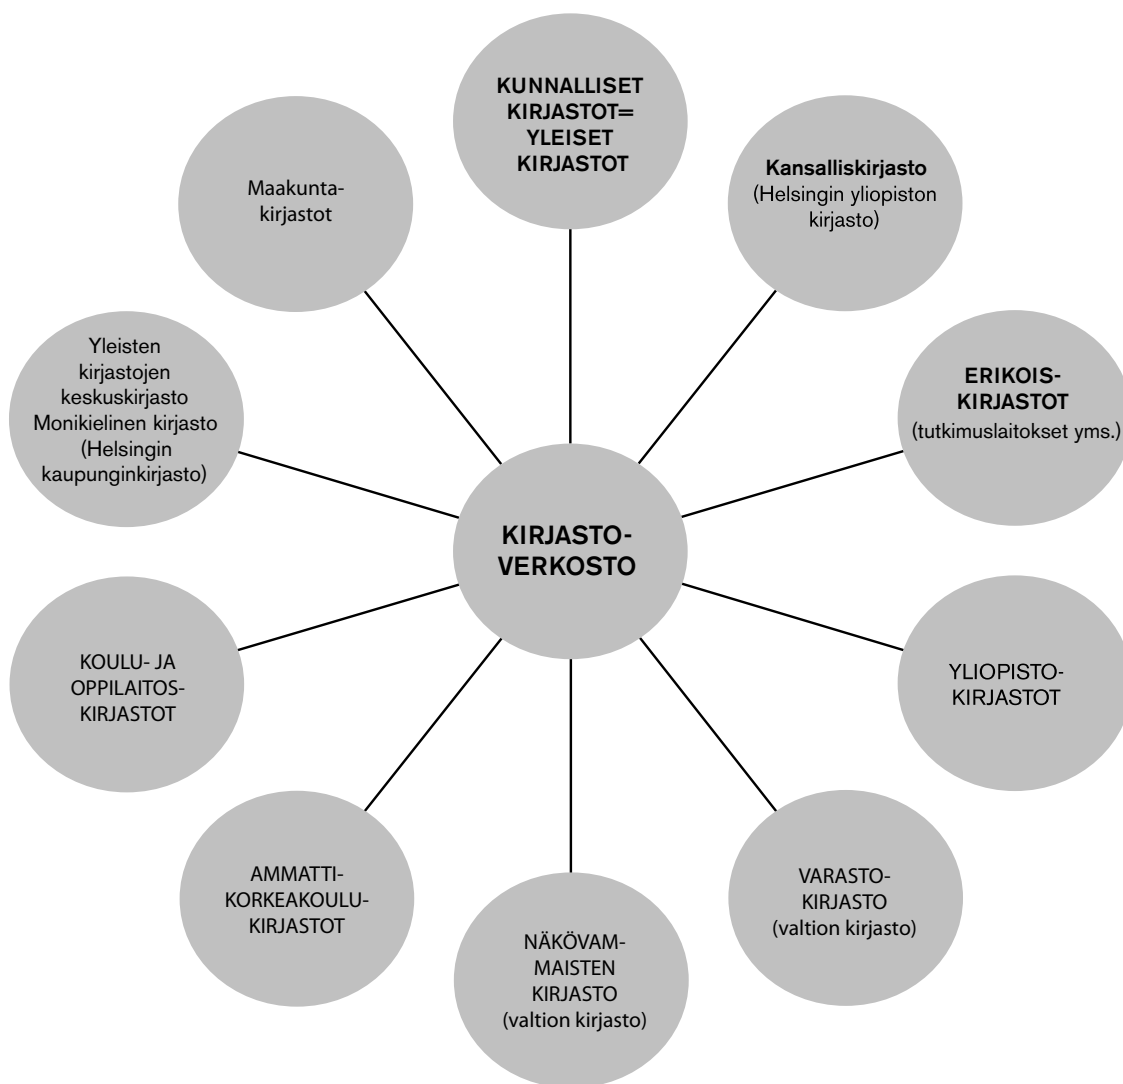 KUNNALLISET
KIRJASTOT=
YLEISET
KIRJASTOT
Kansalliskirjasto
(Helsingin yliopiston
kirjasto)
ERIKOIS-
KIRJASTOT
(tutkimuslaitokset yms.)
YLIOPISTO-
KIRJASTOT
VARASTO-
KIRJASTO
(valtion kirjasto)
NÄKÖVAM-
MAISTEN
KIRJASTO
(valtion kirjasto)
AMMATTI-
KORKEAKOULU-
KIRJASTOT
KOULU- JA
OPPILAITOS-
KIRJASTOT
Yleisten
kirjastojen
keskuskirjasto
Monikielinen kirjasto
(Helsingin
kaupunginkirjasto)
Maakunta-
kirjastot
KIRJASTO-
VERKOSTO